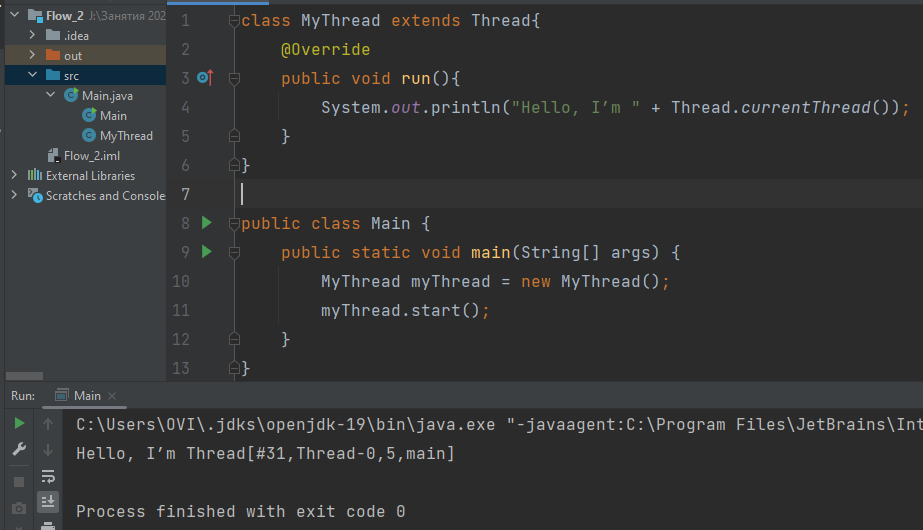 Flow_2 J:\Занятия 202
.idea
out
src
Main.java
Main
MyThread
Flow_2.iml
External Libraries
Scratches and Console
1 class MyThread extends Thread{
2 @Override
3 public void run(){
4 System.out.println("Hello, I’m " + Thread.currentThread());
5 }
6 }
7
8 public class Main {
9 public static void main(String[] args) {
10 MyThread myThread = new MyThread();
11 myThread.start();
12 }
13 }
Run: Main
C:\Users\OVI\.jdks\openjdk-19\bin\java.exe "-javaagent:C:\Program Files\JetBrains\Int
Hello, I’m Thread[#31,Thread-0,5,main]
Process finished with exit code 0